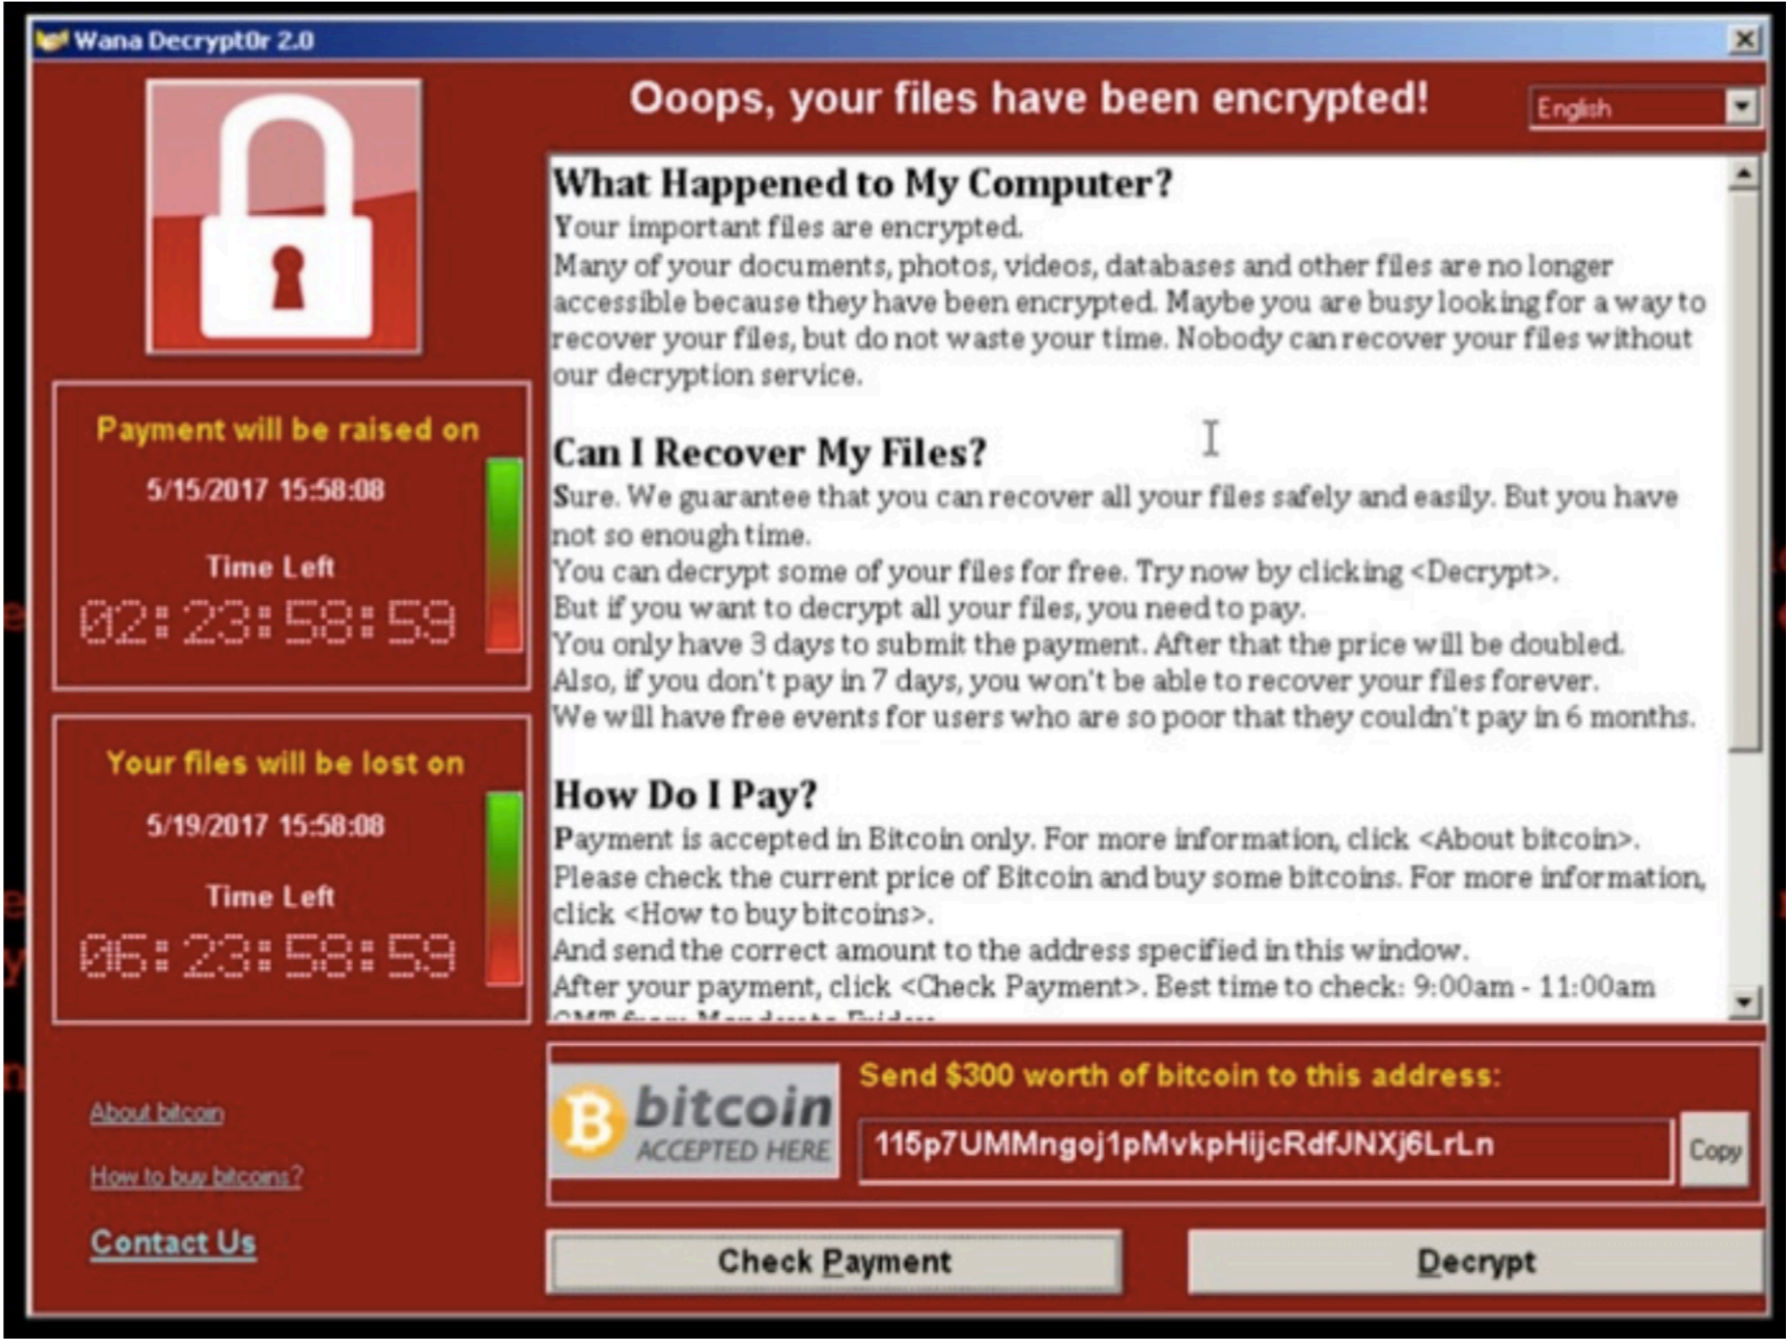 Wana Decrypt0r 2.0
Ooops, your files have been encrypted!
English
Payment will be raised on
5/15/2017 15:58:08
Time Left
02:23:58:59
Your files will be lost on
5/19/2017 15:58:08
Time Left
06:23:58:59
About bitcoin
How to buy bitcoins?
Contact Us
What Happened to My Computer?
Your important files are encrypted.
Many of your documents, photos, videos, databases and other files are no longer
accessible because they have been encrypted. Maybe you are busy looking for a way to
recover your files, but do not waste your time. Nobody can recover your files without
our decryption service.
Can I Recover My Files?
Sure. We guarantee that you can recover all your files safely and easily. But you have
not so enough time.
You can decrypt some of your files for free. Try now by clicking <Decrypt>.
But if you want to decrypt all your files, you need to pay.
You only have 3 days to submit the payment. After that the price will be doubled.
Also, if you don't pay in 7 days, you won't be able to recover your files forever.
We will have free events for users who are so poor that they couldn't pay in 6 months.
How Do I Pay?
Payment is accepted in Bitcoin only. For more information, click <About bitcoin>.
Please check the current price of Bitcoin and buy some bitcoins. For more information,
click <How to buy bitcoins>.
And send the correct amount to the address specified in this window.
After your payment, click <Check Payment>. Best time to check: 9:00am - 11:00am
GMT from Monday to Friday.
bitcoin
ACCEPTED HERE
Send $300 worth of bitcoin to this address:
115p7UMMngoj1pMvkpHijcRdfJNXj6LrLn
Copy
Check Payment
Decrypt